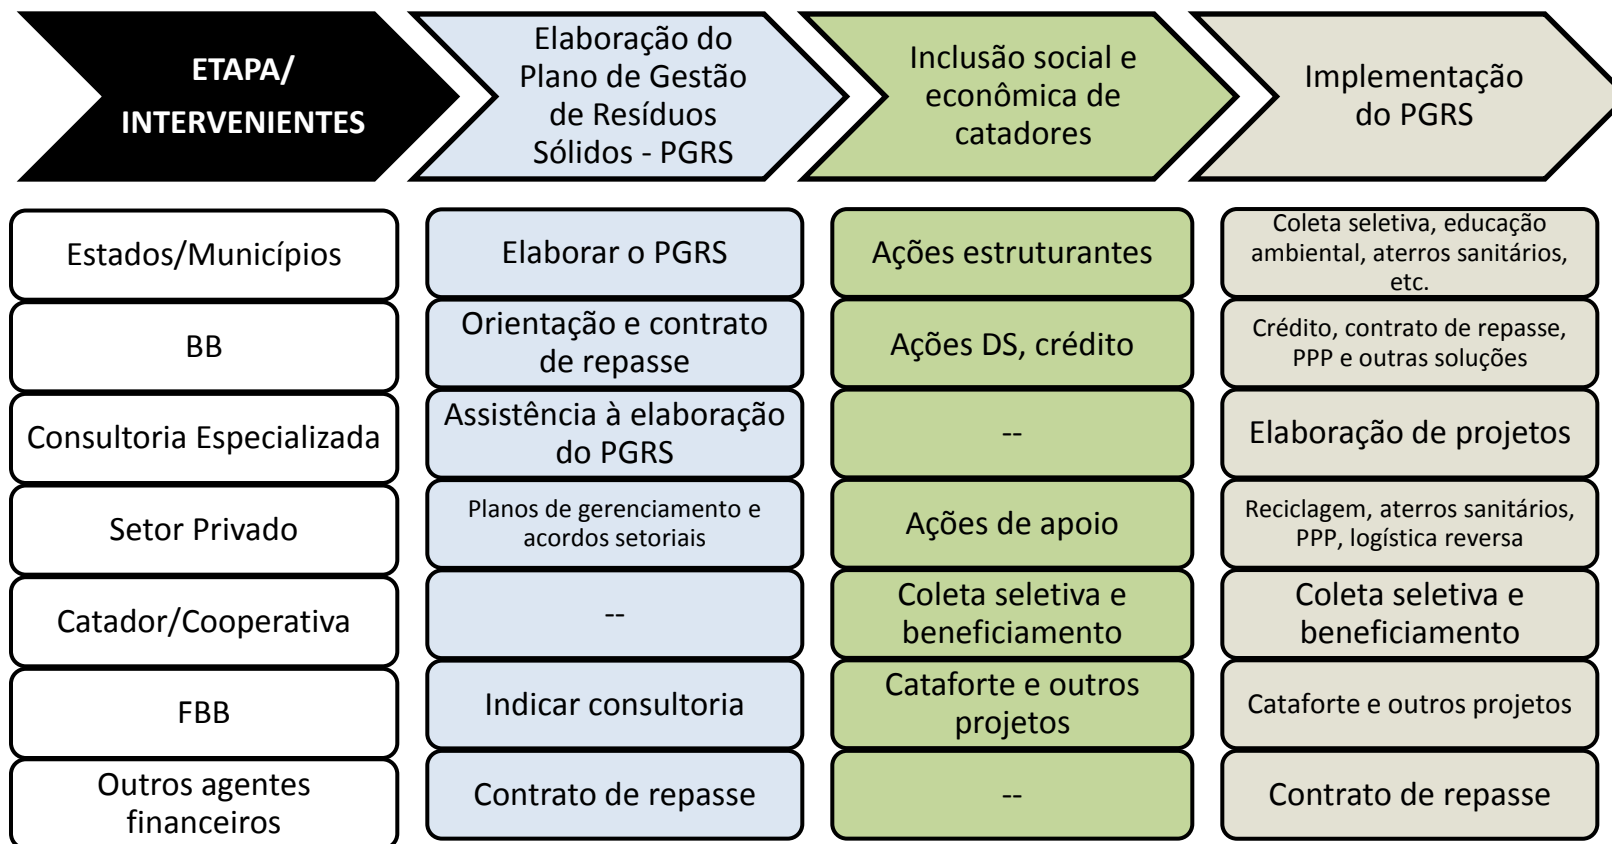 ETAPA/
INTERVENIENTES
Elaboração do
Plano de Gestão
de Resíduos
Sólidos - PGRS
Inclusão social e
econômica de
catadores
Implementação
do PGRS
Estados/Municípios
Elaborar o PGRS
Ações estruturantes
Coleta seletiva, educação
ambiental, aterros sanitários,
etc.
BB
Orientação e contrato
de repasse
Ações DS, crédito
Crédito, contrato de repasse,
PPP e outras soluções
Consultoria Especializada
Assistência à elaboração
do PGRS
--
Elaboração de projetos
Setor Privado
Planos de gerenciamento e
acordos setoriais
Ações de apoio
Reciclagem, aterros sanitários,
PPP, logística reversa
Catador/Cooperativa
--
Coleta seletiva e
beneficiamento
Coleta seletiva e
beneficiamento
FBB
Indicar consultoria
Cataforte e outros
projetos
Cataforte e outros projetos
Outros agentes
financeiros
Contrato de repasse
--
Contrato de repasse